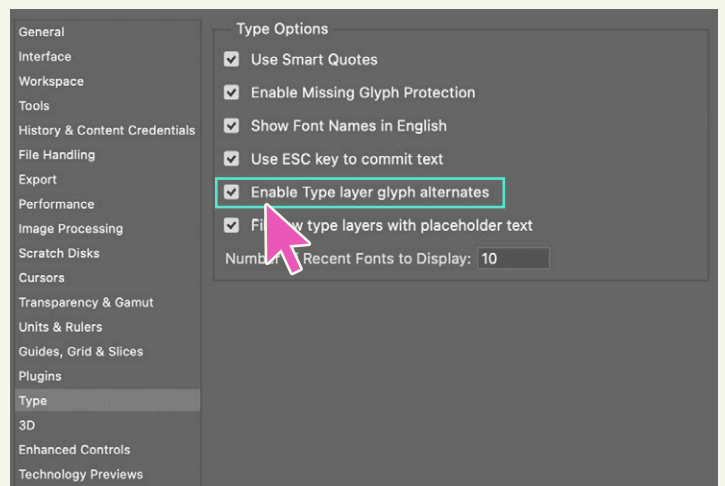 General
Interface
Workspace
Tools
History & Content Credentials
File Handling
Export
Performance
Image Processing
Scratch Disks
Cursors
Transparency & Gamut
Units & Rulers
Guides, Grid & Slices
Plugins
Type
3D
Enhanced Controls
Technology Previews
Type Options
Use Smart Quotes
Enable Missing Glyph Protection
Show Font Names in English
Use ESC key to commit text
Enable Type layer glyph alternates
type layers with placeholder text
Recent Fonts to Display: 10